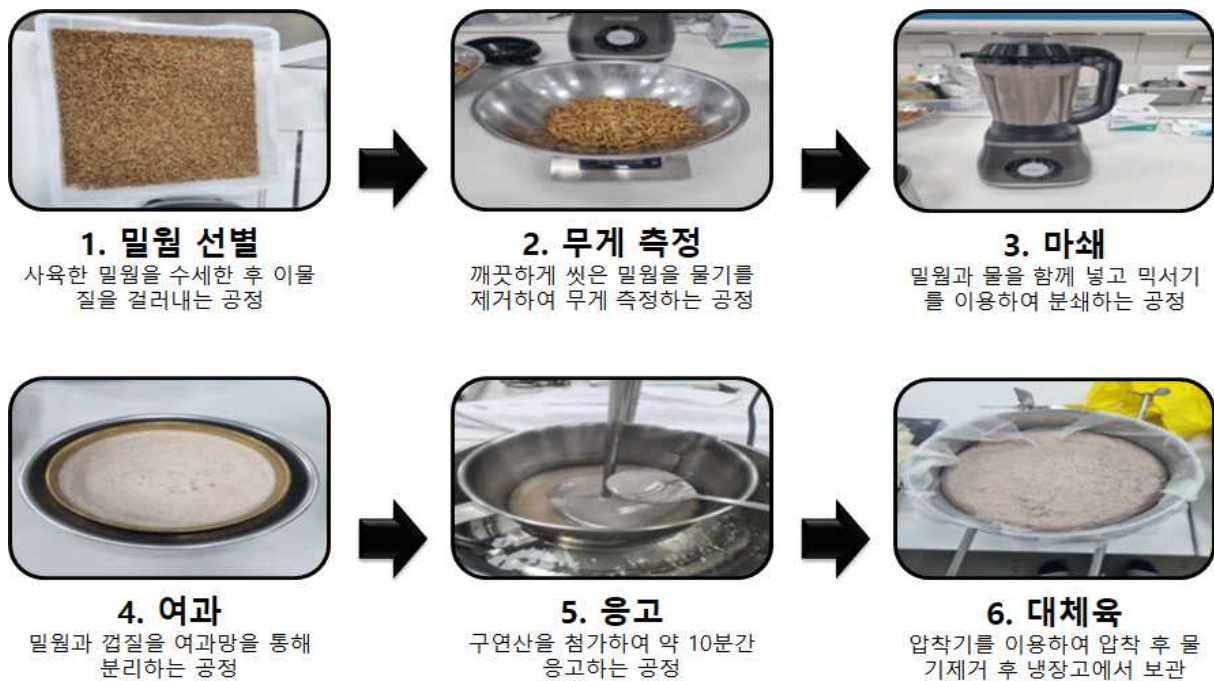 1. 밀웜 선별
사육한 밀웜을 수세한 후 이물
질을 걸러내는 공정
2. 무게 측정
깨끗하게 씻은 밀웜을 물기를
제거하여 무게 측정하는 공정
3. 마쇄
밀웜과 물을 함께 넣고 믹서기
를 이용하여 분쇄하는 공정
4. 여과
밀웜과 껍질을 여과망을 통해
분리하는 공정
5. 응고
구연산을 첨가하여 약 10분간
응고하는 공정
6. 대체육
압착기를 이용하여 압착 후 물
기제거 후 냉장고에서 보관